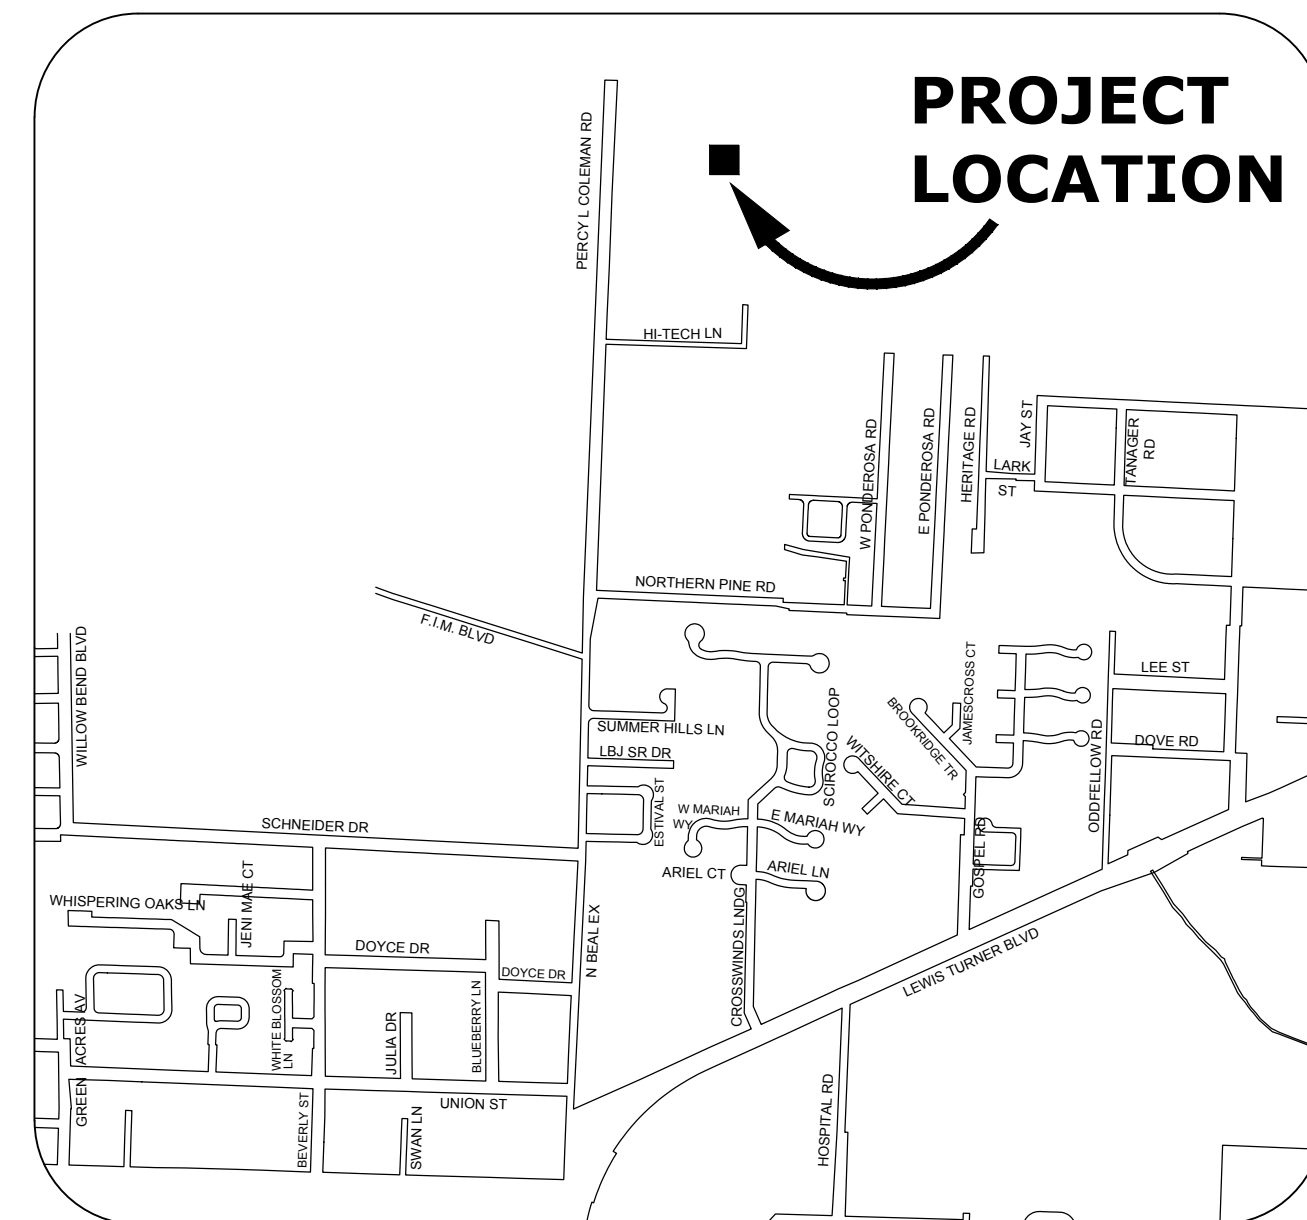 PROJECT
LOCATION
PERCY L COLEMAN RD
HI-TECH LN
W PONDEROSA RD
E PONDEROSA RD
HERITAGE RD
JAY ST
LARK
ST
TANAGER
RD
NORTHERN PINE RD
F.I.M. BLVD
WILLOW BEND BLVD
SUMMER HILLS LN
LBJ SR DR
ESTIVAL ST
SCIROCCO LOOP
WITSHIRE CT
BROOKRIDGE TR
JAMESCROSS CT
LEE ST
DOVE RD
ODDFELLOW RD
W MARIAH
WY
E MARIAH WY
ARIEL CT
ARIEL LN
GOSPEL RD
SCHNEIDER DR
JENI MAE CT
WHISPERING OAKS LN
DOYCE DR
DOYCE DR
N BEAL EX
CROSSWINDS LNDG
LEWIS TURNER BLVD
GREEN ACRES AV
WHITE BLOSSOM
LN
JULIA DR
BLUEBERRY LN
UNION ST
BEVERLY ST
SWAN LN
HOSPITAL RD